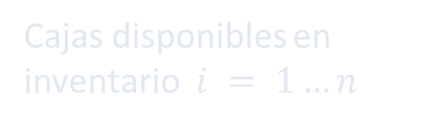 Cajas disponibles en
inventario i = 1 … n